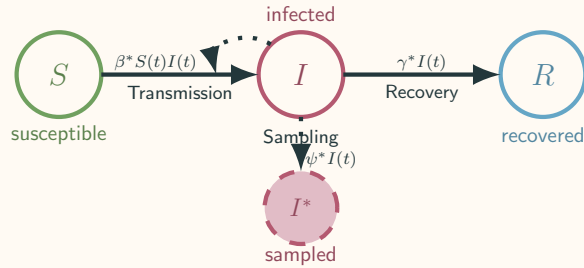 infected
S
β*S(t)I(t)
I
γ*I(t)
R
Transmission
Recovery
susceptible
Sampling
recovered
ψ*I(t)
I*
sampled